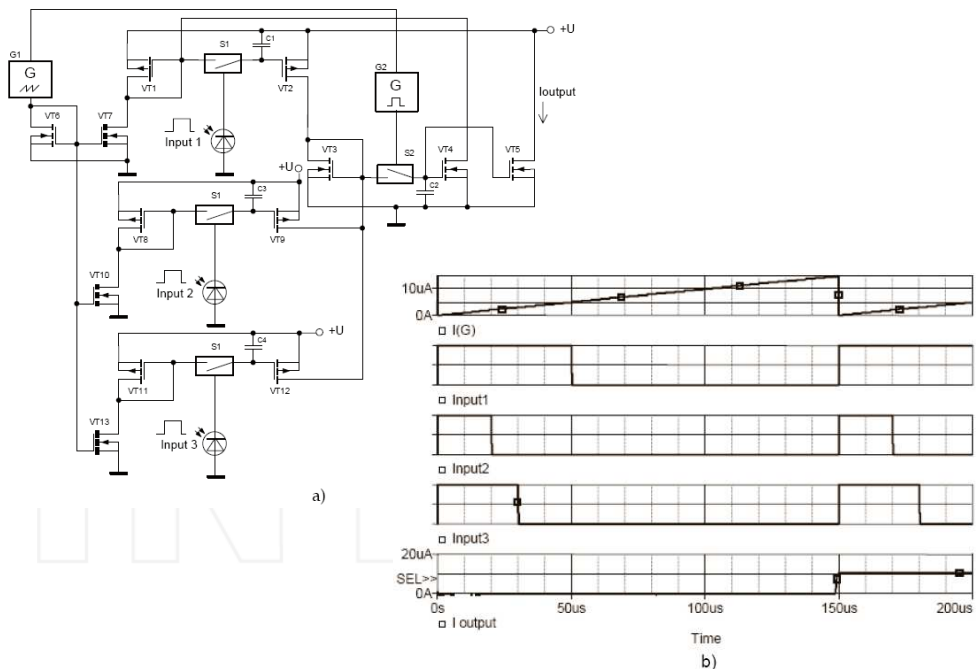 G1
G
VT6
VT7
VT1
S1
C1
VT2
+U
G2
G
Ioutput
Input 1
VT3
S2
VT4
VT5
C2
+U
VT8
S1
C3
VT9
VT10
Input 2
+U
VT11
S1
C4
VT12
VT13
Input 3
a)
10uA
0A
I(G)
Input1
Input2
Input3
20uA
SEL>>
0A
0s 50us 100us 150us 200us
I output
Time
b)
INT